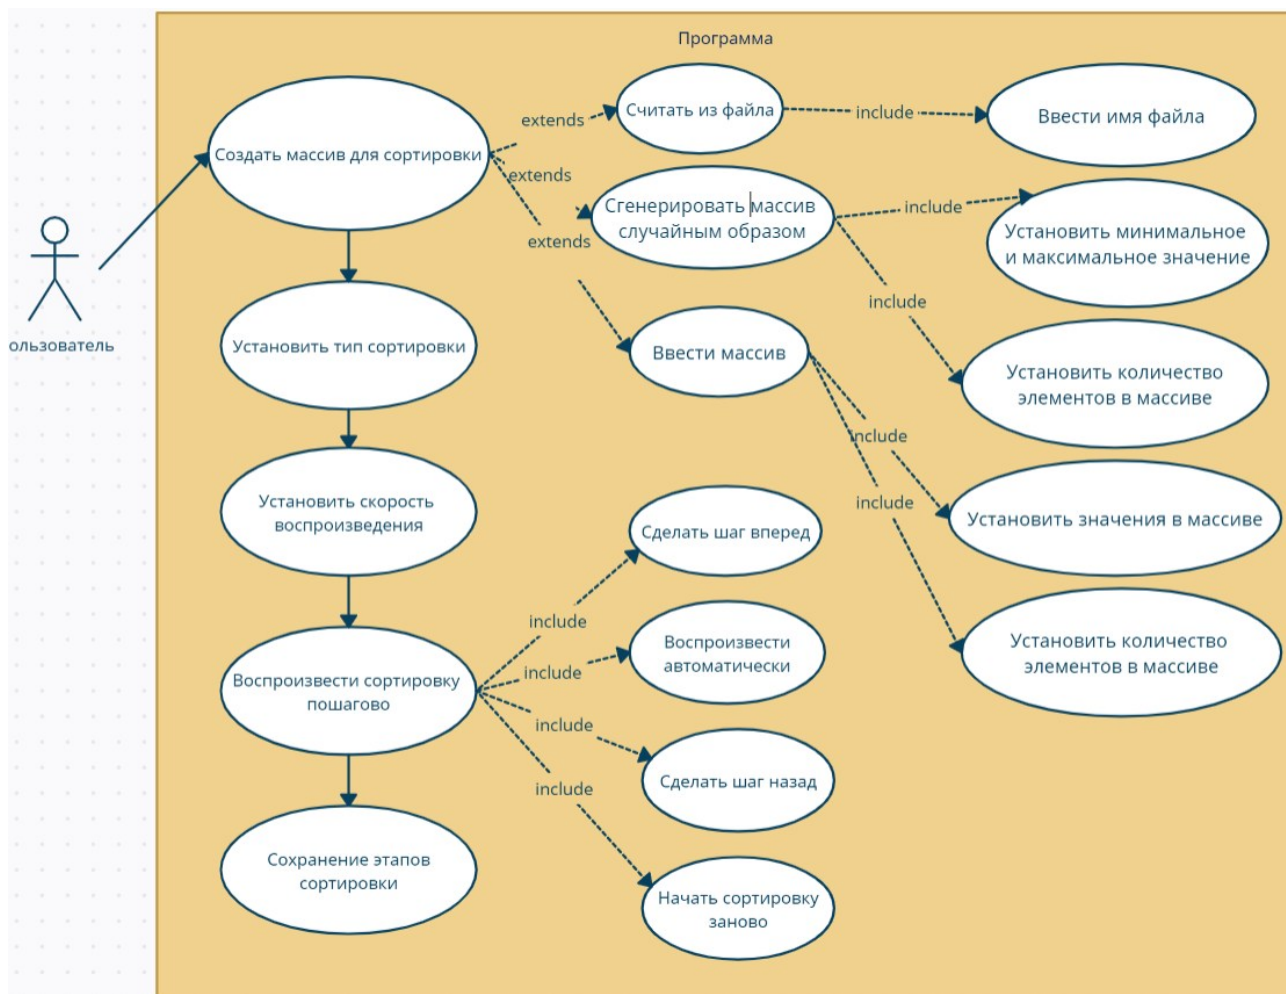 Программа
Создать массив для сортировки
extends
Считать из файла
include
Ввести имя файла
extends
Сгенерировать массив
случайным образом
include
Установить минимальное
и максимальное значение
extends
include
ользователь
Установить тип сортировки
Ввести массив
Установить количество
элементов в массиве
include
Установить скорость
воспроизведения
include
Установить значения в массиве
Сделать шаг вперед
include
Воспроизвести
автоматически
Установить количество
элементов в массиве
include
Воспроизвести сортировку
пошагово
include
Сделать шаг назад
include
Сохранение этапов
сортировки
Начать сортировку
заново